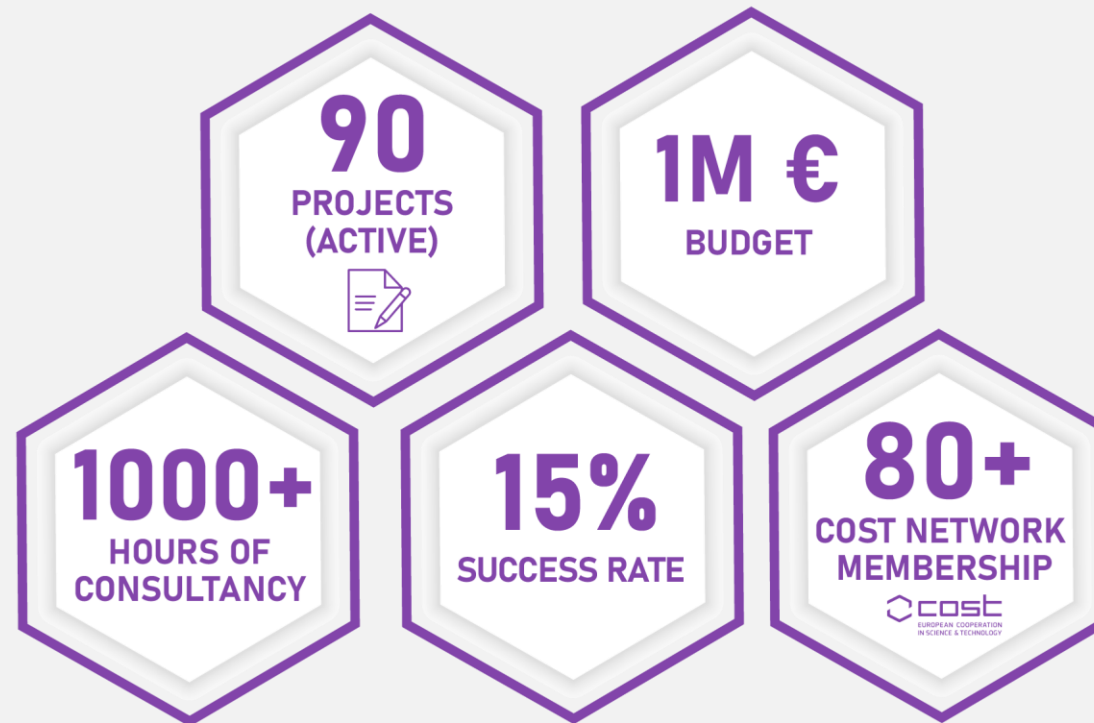 90
PROJECTS
(ACTIVE)
1M €
BUDGET
1000+
HOURS OF
CONSULTANCY
15%
SUCCESS RATE
80+
COST NETWORK
MEMBERSHIP
cost
EUROPEAN COOPERATION
IN SCIENCE & TECHNOLOGY